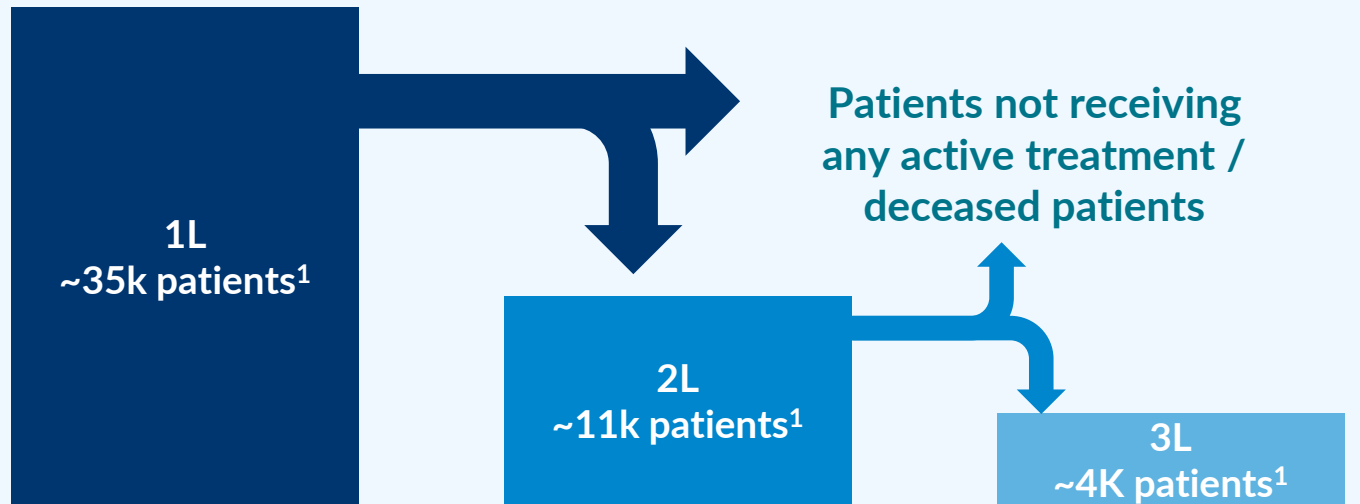 1L
~35k patients¹
Patients not receiving
any active treatment /
deceased patients
2L
~11k patients¹
3L
~4K patients¹